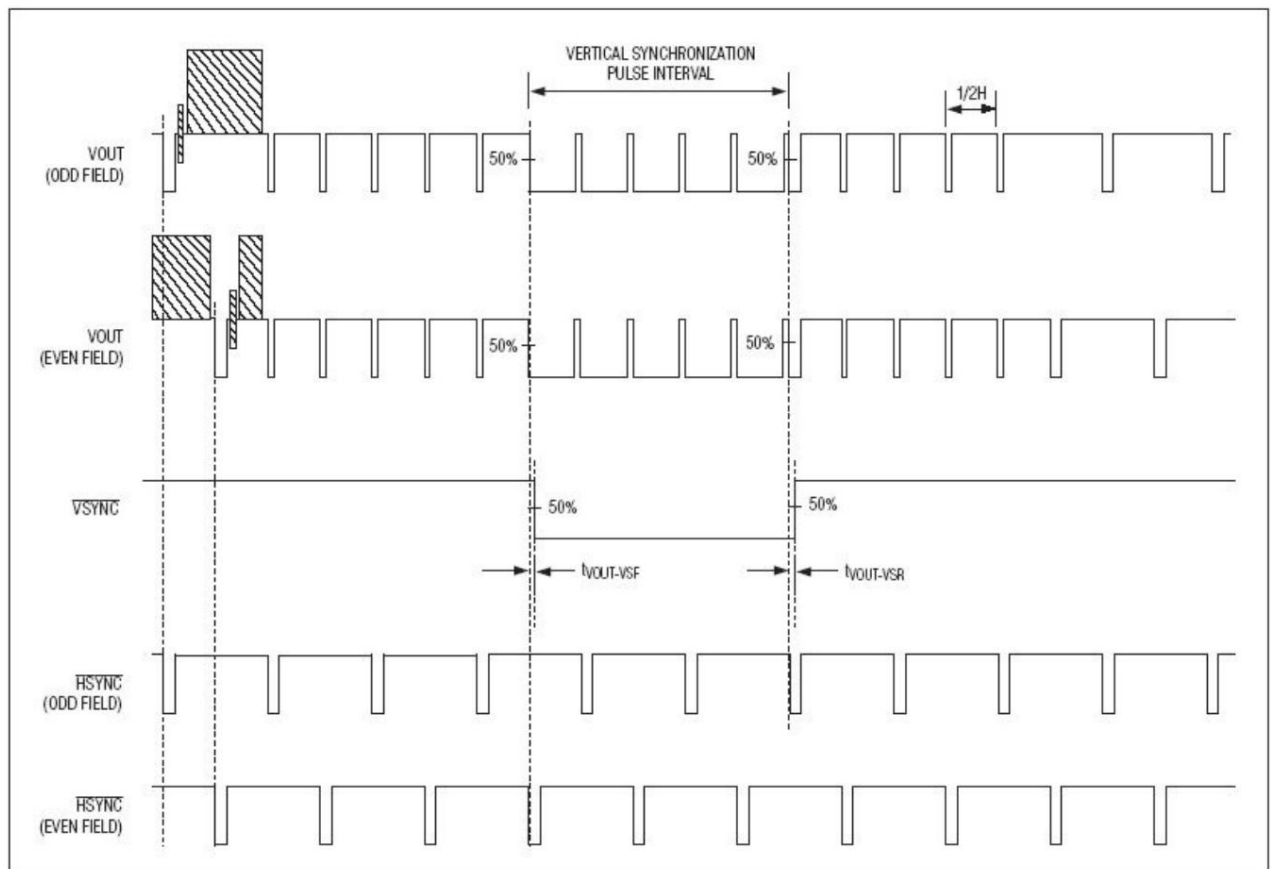 VERTICAL SYNCHRONIZATION
PULSE INTERVAL
1/2H
VOUT
(ODD FIELD)
50%
50%
VOUT
(EVEN FIELD)
50%
50%
VSYNC
50%
50%
tVOUT-VSF
tVOUT-VSR
HSYNC
(ODD FIELD)
HSYNC
(EVEN FIELD)